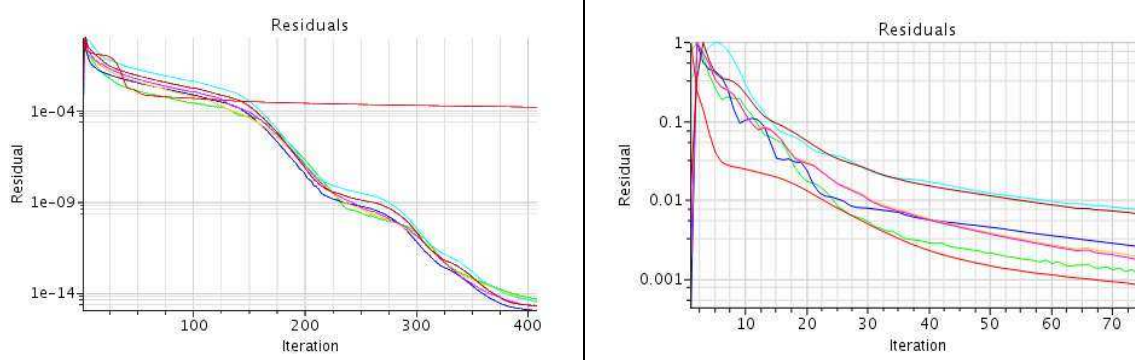 Residuals
1e-04
1e-09
1e-14
Residual
100
200
300
400
Iteration
Residuals
1
0.1
0.01
0.001
Residual
10
20
30
40
50
60
70
Iteration